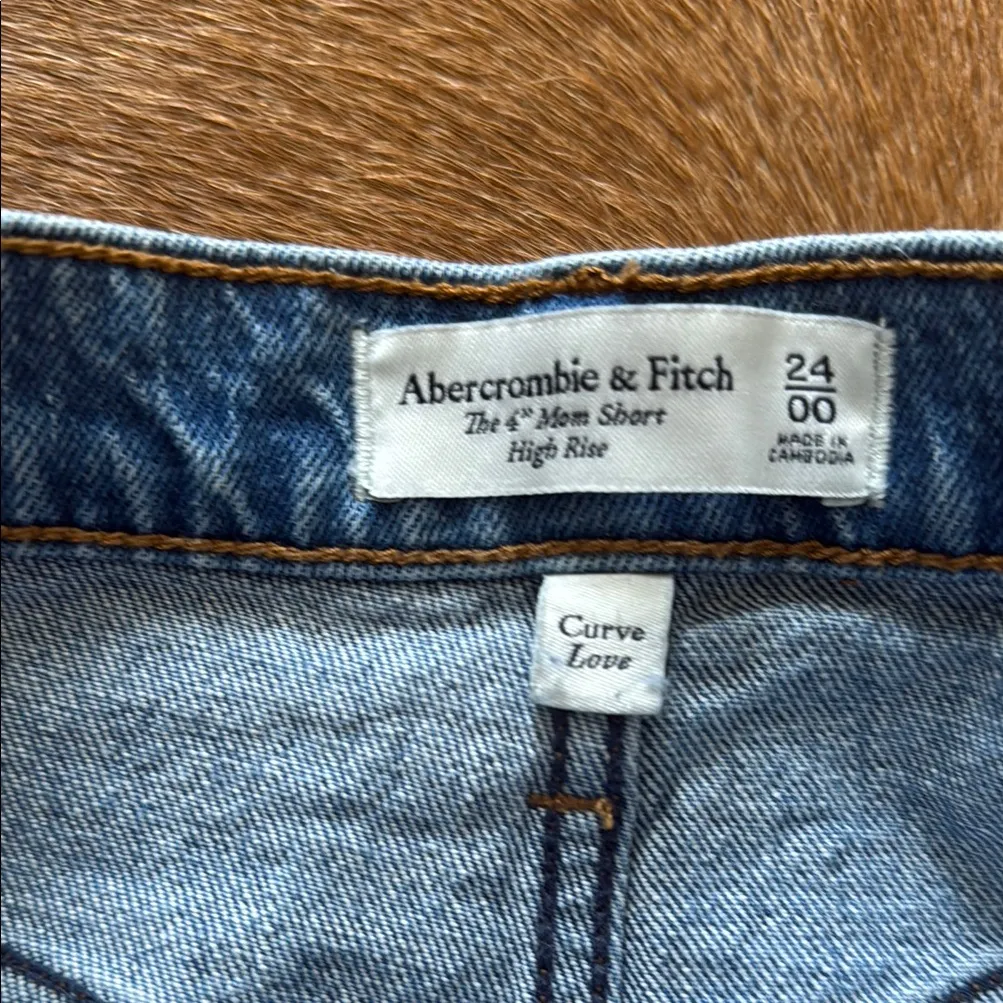 Abercrombie & Fitch
The 4" Mom Short
High Rise
24
00
MADE IN
CAMBODIA
Curve
Love